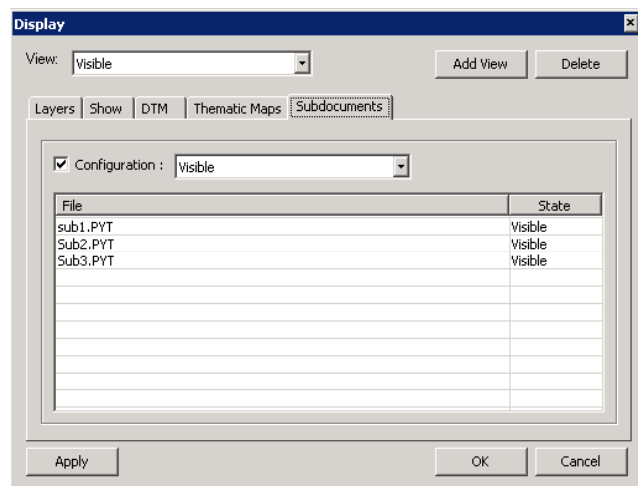 Display
View: Visible Add View Delete
Layers Show DTM Thematic Maps Subdocuments
Configuration : Visible
File State
sub1.PYT Visible
Sub2.PYT Visible
Sub3.PYT Visible
Apply OK Cancel